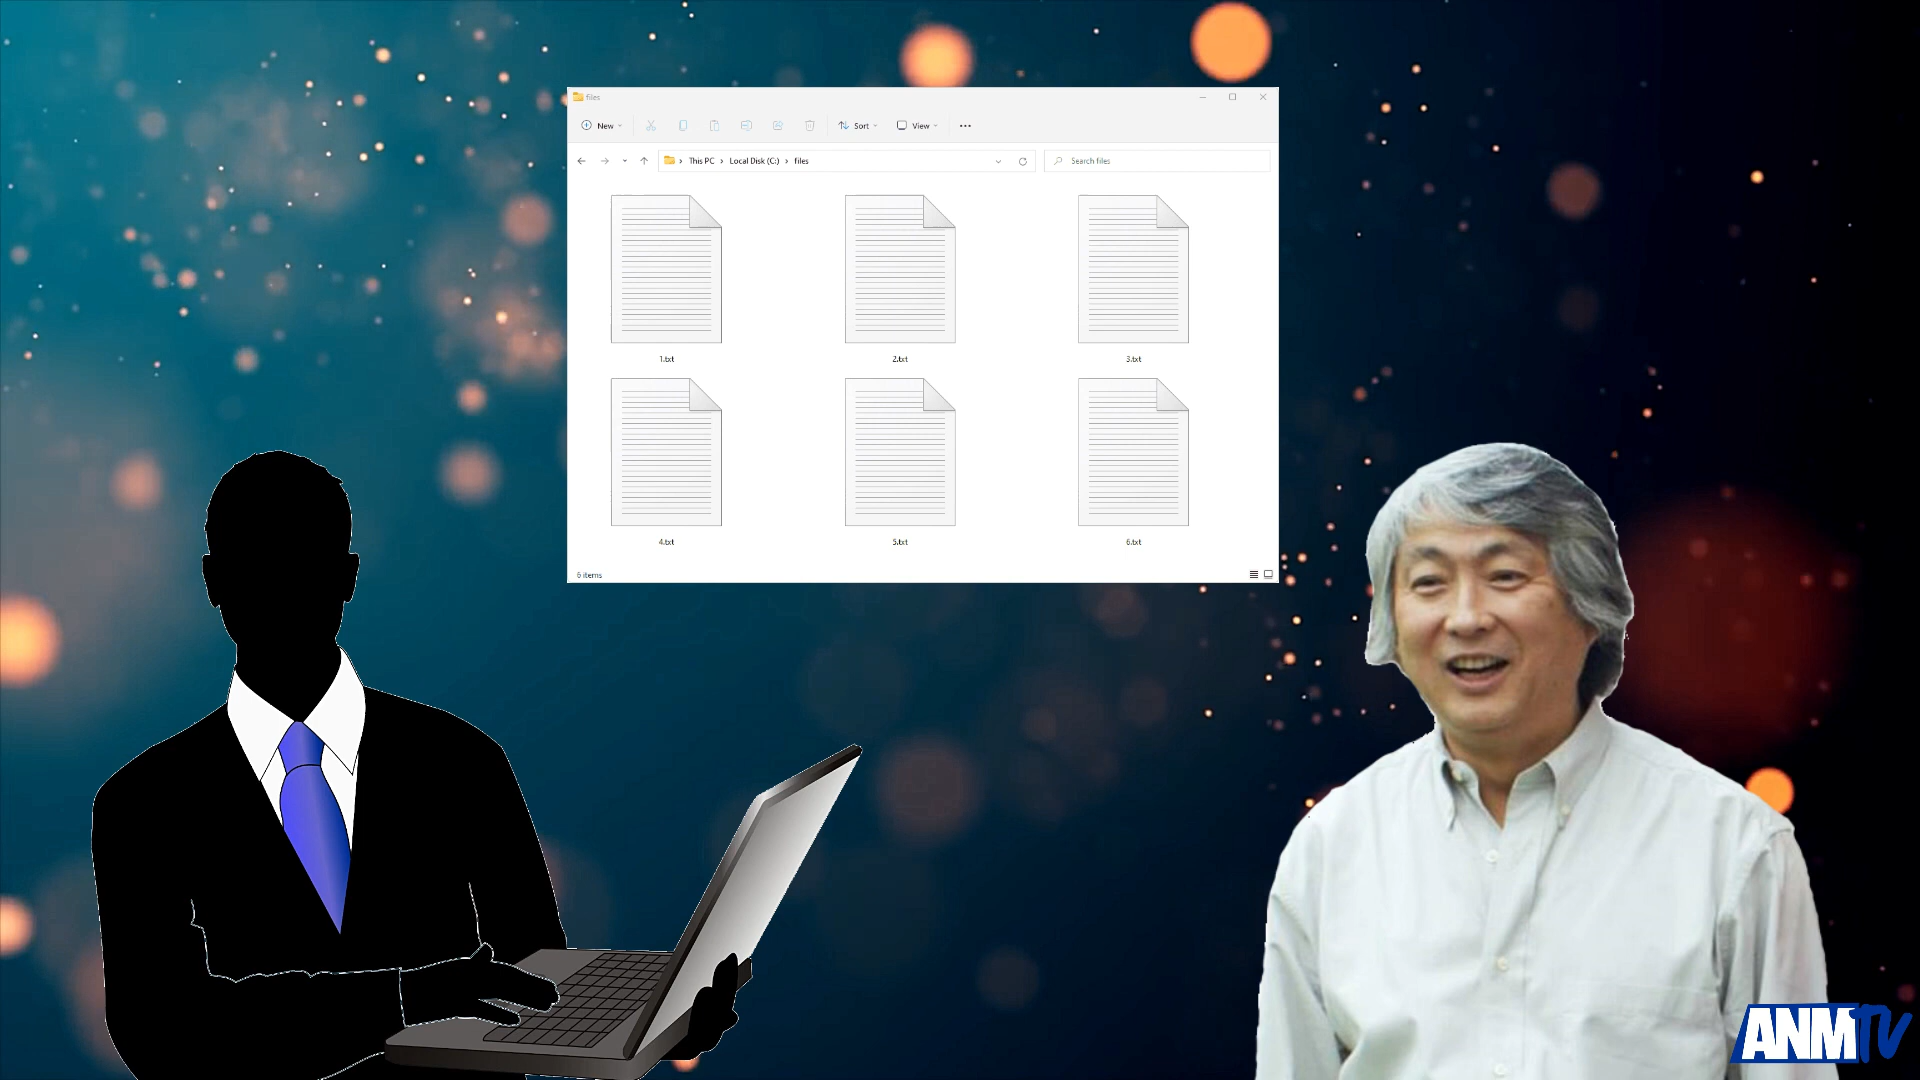 files
New
Sort
View
This PC > Local Disk (C:) > files
Search files
1.txt
2.txt
3.txt
4.txt
5.txt
6.txt
6 items
ANMTV